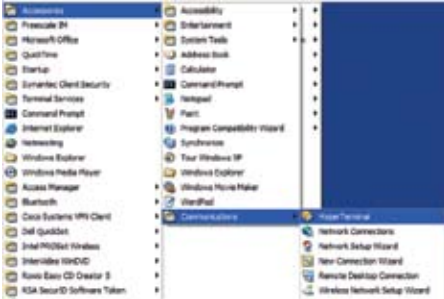 Accessories
Freescale IM
Microsoft Office
QuickTime
Startup
Symantec Client Security
Terminal Services
Command Prompt
Internet Explorer
Networking
Windows Explorer
Windows Media Player
Access Manager
Bluetooth
Cisco Systems VPN Client
Dell QuickSet
Intel PROSet Wireless
InterVideo WinDVD
Roxio Easy CD Creator 5
RSA SecurID Software Token
Accessibility
Entertainment
System Tools
Address Book
Calculator
Command Prompt
Notepad
Paint
Program Compatibility Wizard
Synchronize
Tour Windows XP
Windows Explorer
Windows Movie Maker
WordPad
Communications
HyperTerminal
Network Connections
Network Setup Wizard
New Connection Wizard
Remote Desktop Connection
Wireless Network Setup Wizard